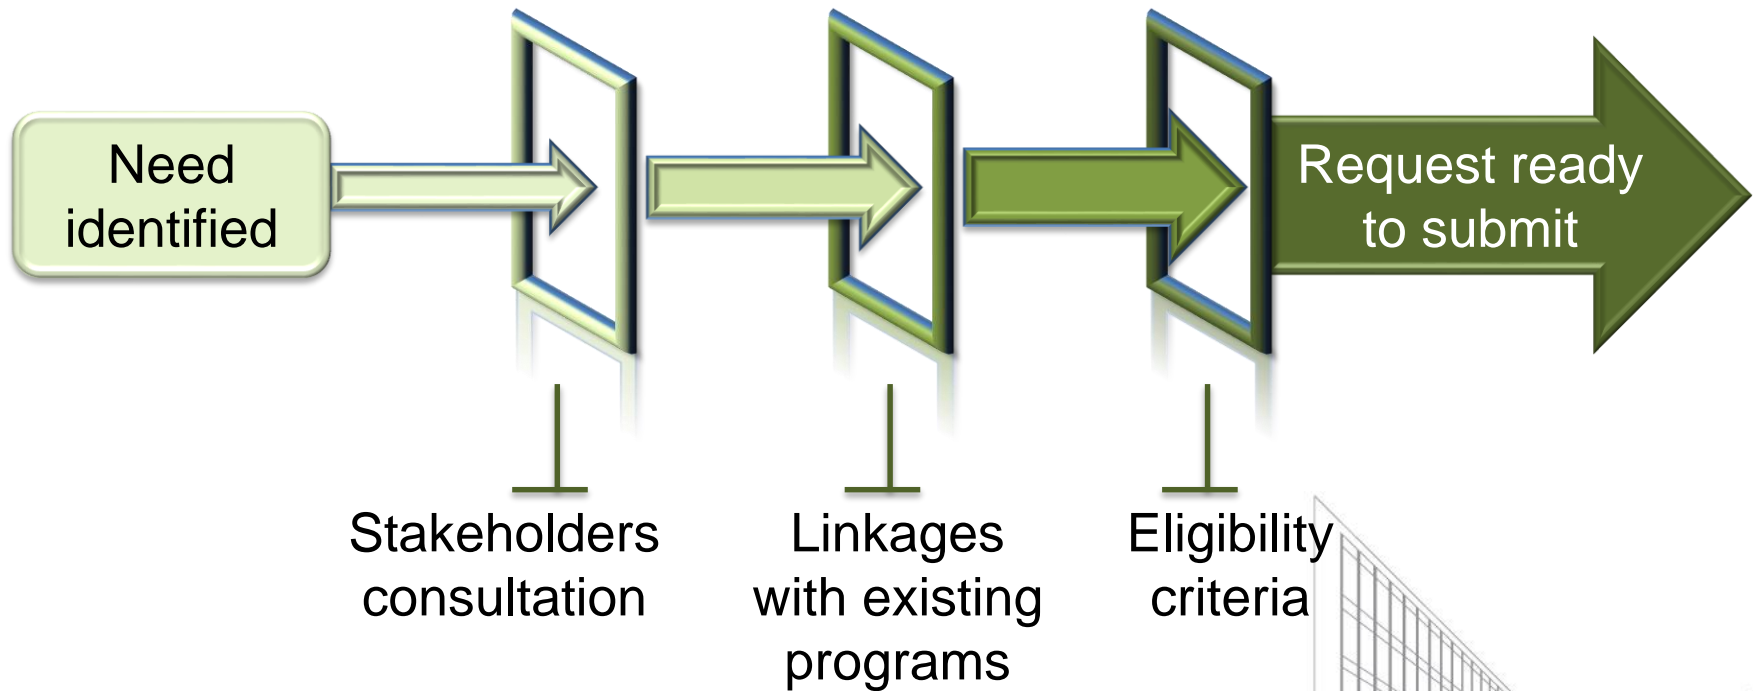 Need
identified
Request ready
to submit
Stakeholders
consultation
Linkages
with existing
programs
Eligibility
criteria